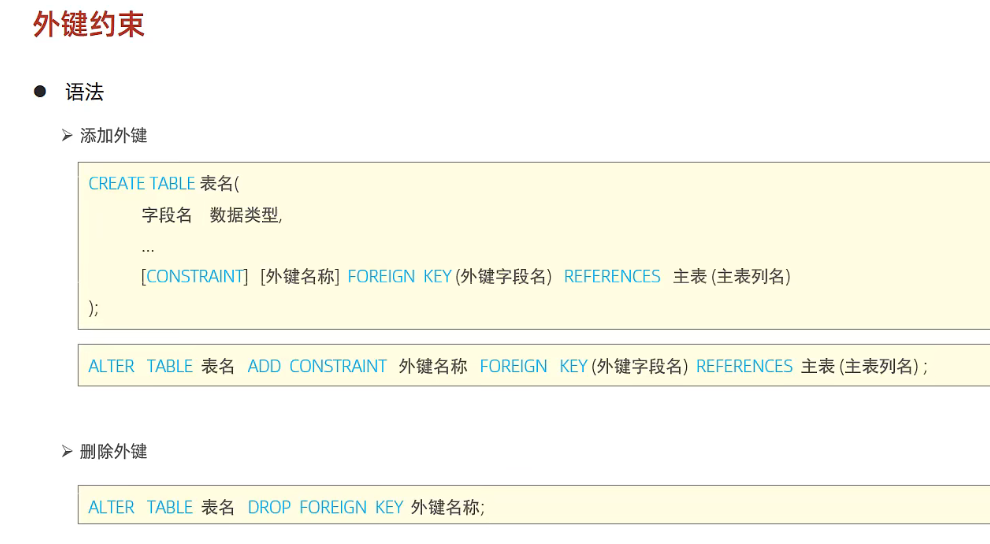 外键约束
● 语法
➢ 添加外键
CREATE TABLE 表名(
字段名 数据类型,
...
[CONSTRAINT] [外键名称] FOREIGN KEY (外键字段名) REFERENCES 主表 (主表列名)
);
ALTER TABLE 表名 ADD CONSTRAINT 外键名称 FOREIGN KEY (外键字段名) REFERENCES 主表 (主表列名) ;
➢ 删除外键
ALTER TABLE 表名 DROP FOREIGN KEY 外键名称;